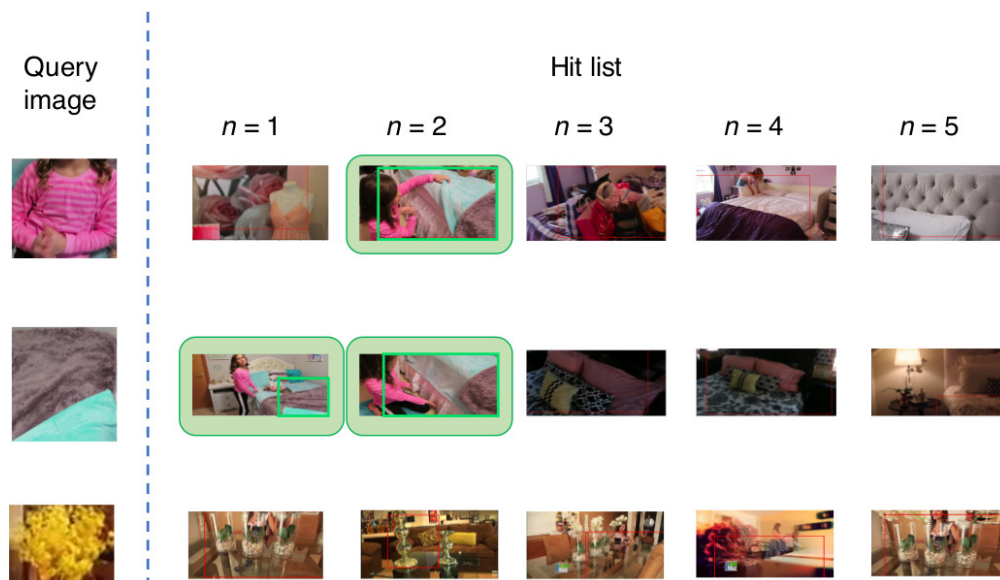 Query
image
Hit list
n = 1
n = 2
n = 3
n = 4
n = 5